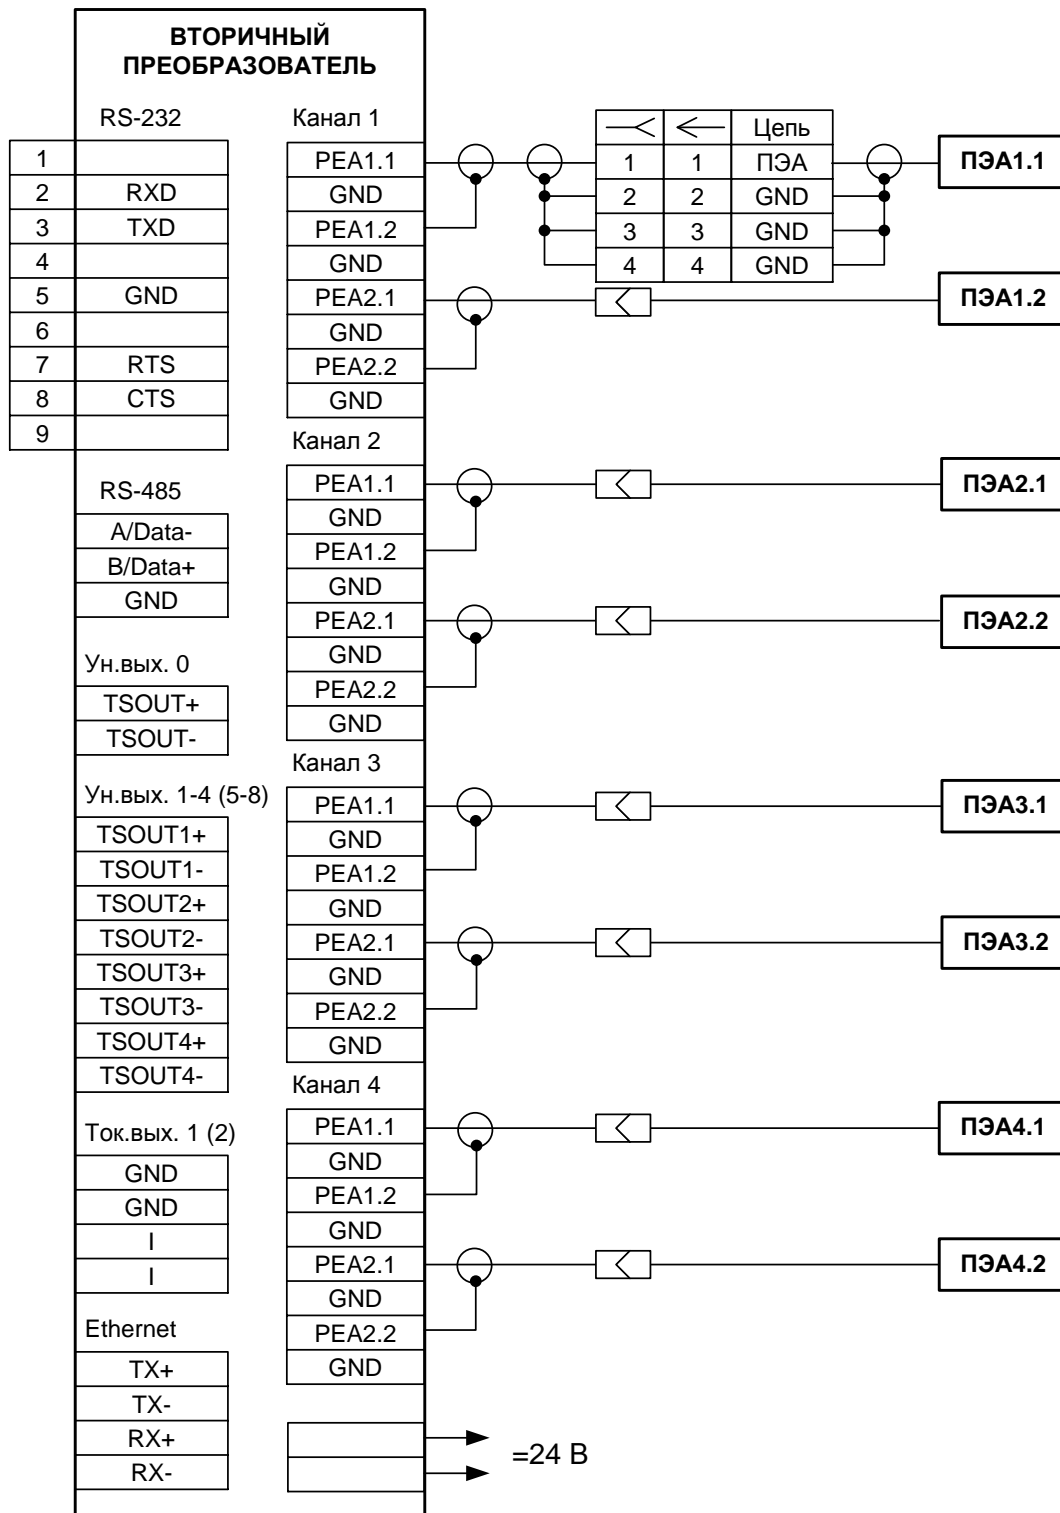 ВТОРИЧНЫЙ
ПРЕОБРАЗОВАТЕЛЬ
RS-232
1
2 RXD
3 TXD
4
5 GND
6
7 RTS
8 CTS
9
RS-485
A/Data-
B/Data+
GND
Ун.вых. 0
TSOUT+
TSOUT-
Ун.вых. 1-4 (5-8)
TSOUT1+
TSOUT1-
TSOUT2+
TSOUT2-
TSOUT3+
TSOUT3-
TSOUT4+
TSOUT4-
Ток.вых. 1 (2)
GND
GND
I
I
Ethernet
TX+
TX-
RX+
RX-
Канал 1
PEA1.1
GND
PEA1.2
GND
PEA2.1
GND
PEA2.2
GND
Канал 2
PEA1.1
GND
PEA1.2
GND
PEA2.1
GND
PEA2.2
GND
Канал 3
PEA1.1
GND
PEA1.2
GND
PEA2.1
GND
PEA2.2
GND
Канал 4
PEA1.1
GND
PEA1.2
GND
PEA2.1
GND
PEA2.2
GND
=24 В
Цепь
1 1 ПЭА
2 2 GND
3 3 GND
4 4 GND
ПЭА1.1
ПЭА1.2
ПЭА2.1
ПЭА2.2
ПЭА3.1
ПЭА3.2
ПЭА4.1
ПЭА4.2